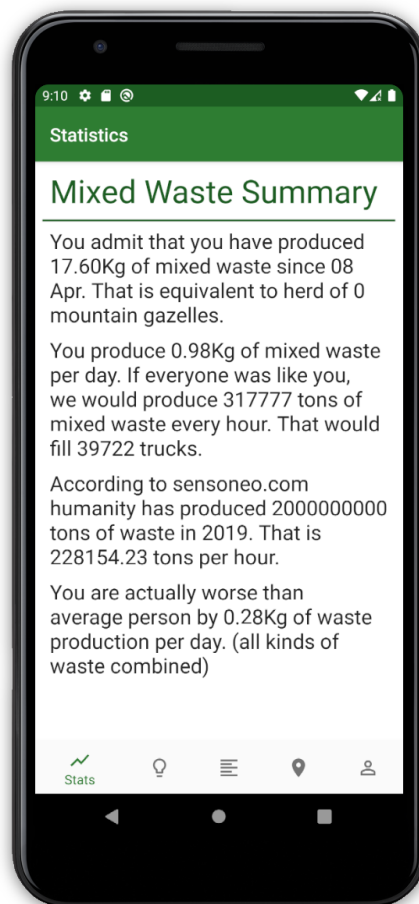 9:10
Statistics
Mixed Waste Summary
You admit that you have produced
17.60Kg of mixed waste since 08
Apr. That is equivalent to herd of 0
mountain gazelles.
You produce 0.98Kg of mixed waste
per day. If everyone was like you,
we would produce 317777 tons of
mixed waste every hour. That would
fill 39722 trucks.
According to sensoneo.com
humanity has produced 2000000000
tons of waste in 2019. That is
228154.23 tons per hour.
You are actually worse than
average person by 0.28Kg of waste
production per day. (all kinds of
waste combined)
Stats